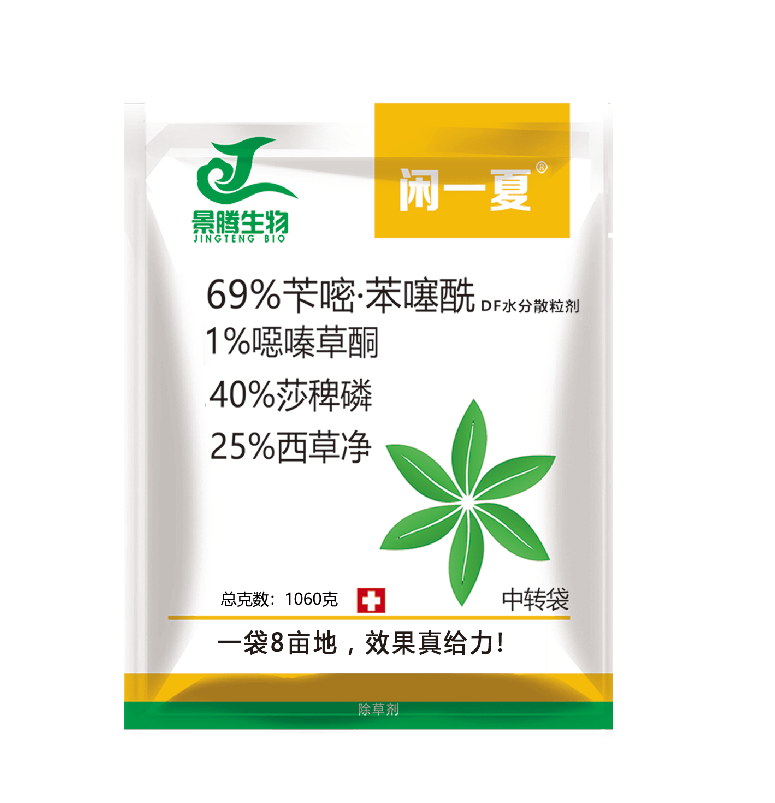 景腾生物
JINGTENG BIO
闲一夏®
69%苄嘧·苯噻酰 DF水分散粒剂
1%噁嗪草酮
40%莎稗磷
25%西草净
总克数：1060克
中转袋
一袋8亩地，效果真给力!
除草剂